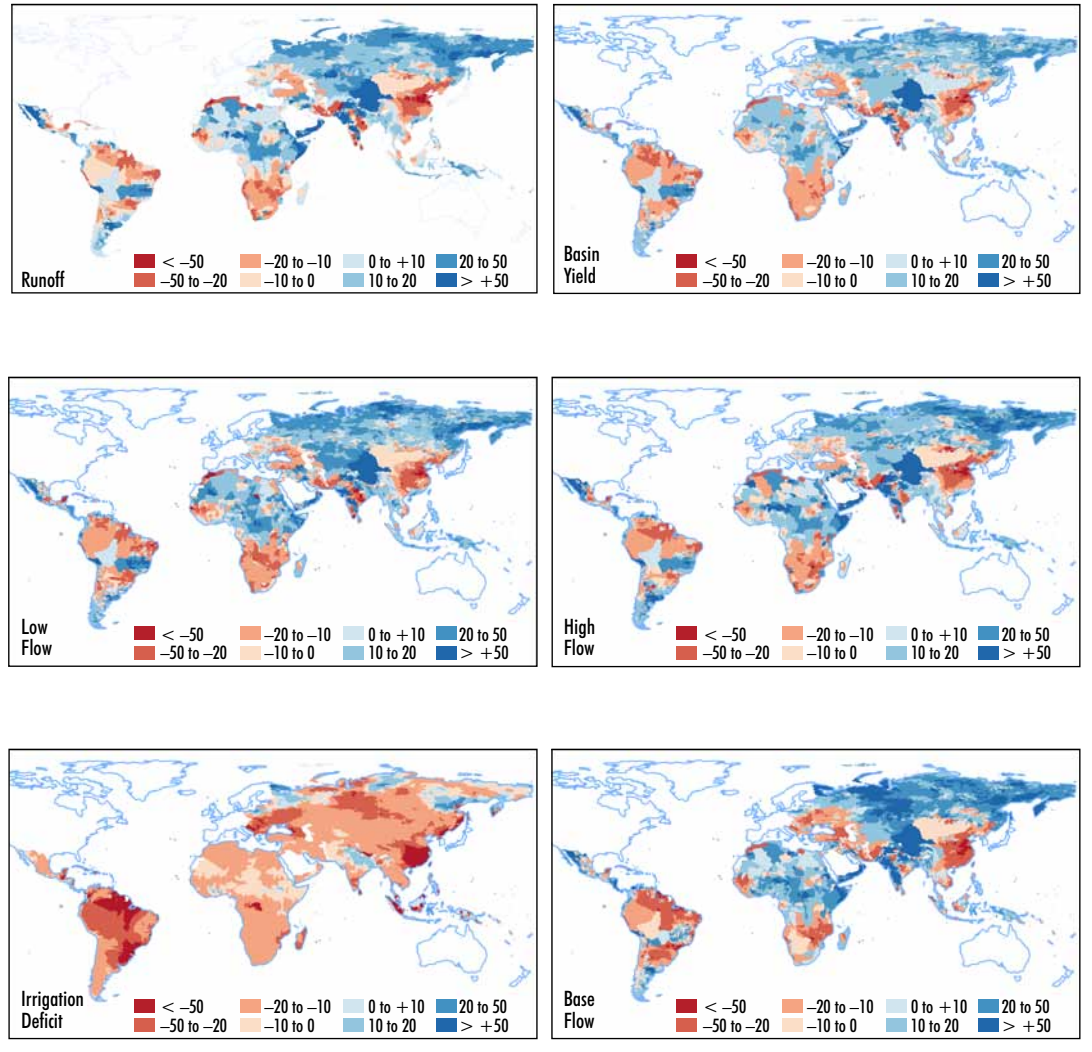 Runoff
< –50
–20 to –10
0 to +10
20 to 50
–50 to –20
–10 to 0
10 to 20
> +50
Basin
Yield
< –50
–20 to –10
0 to +10
20 to 50
–50 to –20
–10 to 0
10 to 20
> +50
Low
Flow
< –50
–20 to –10
0 to +10
20 to 50
–50 to –20
–10 to 0
10 to 20
> +50
High
Flow
< –50
–20 to –10
0 to +10
20 to 50
–50 to –20
–10 to 0
10 to 20
> +50
Irrigation
Deficit
< –50
–20 to –10
0 to +10
20 to 50
–50 to –20
–10 to 0
10 to 20
> +50
Base
Flow
< –50
–20 to –10
0 to +10
20 to 50
–50 to –20
–10 to 0
10 to 20
> +50